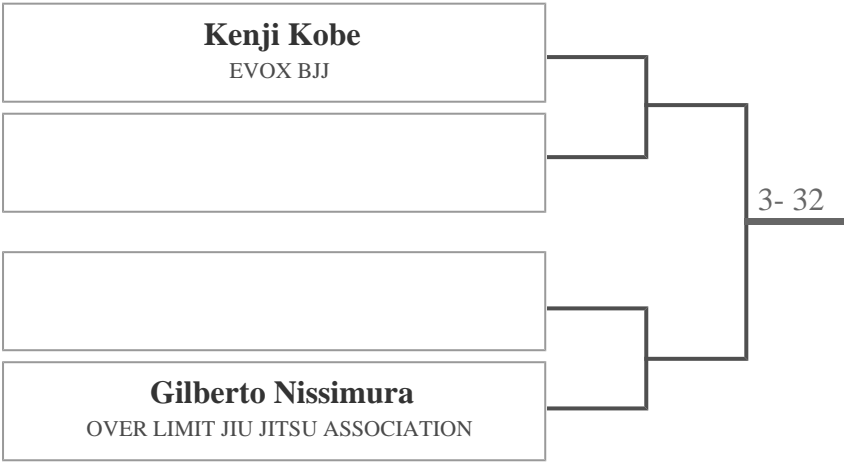 Kenji Kobe
EVOX BJJ
3- 32
Gilberto Nissimura
OVER LIMIT JIU JITSU ASSOCIATION